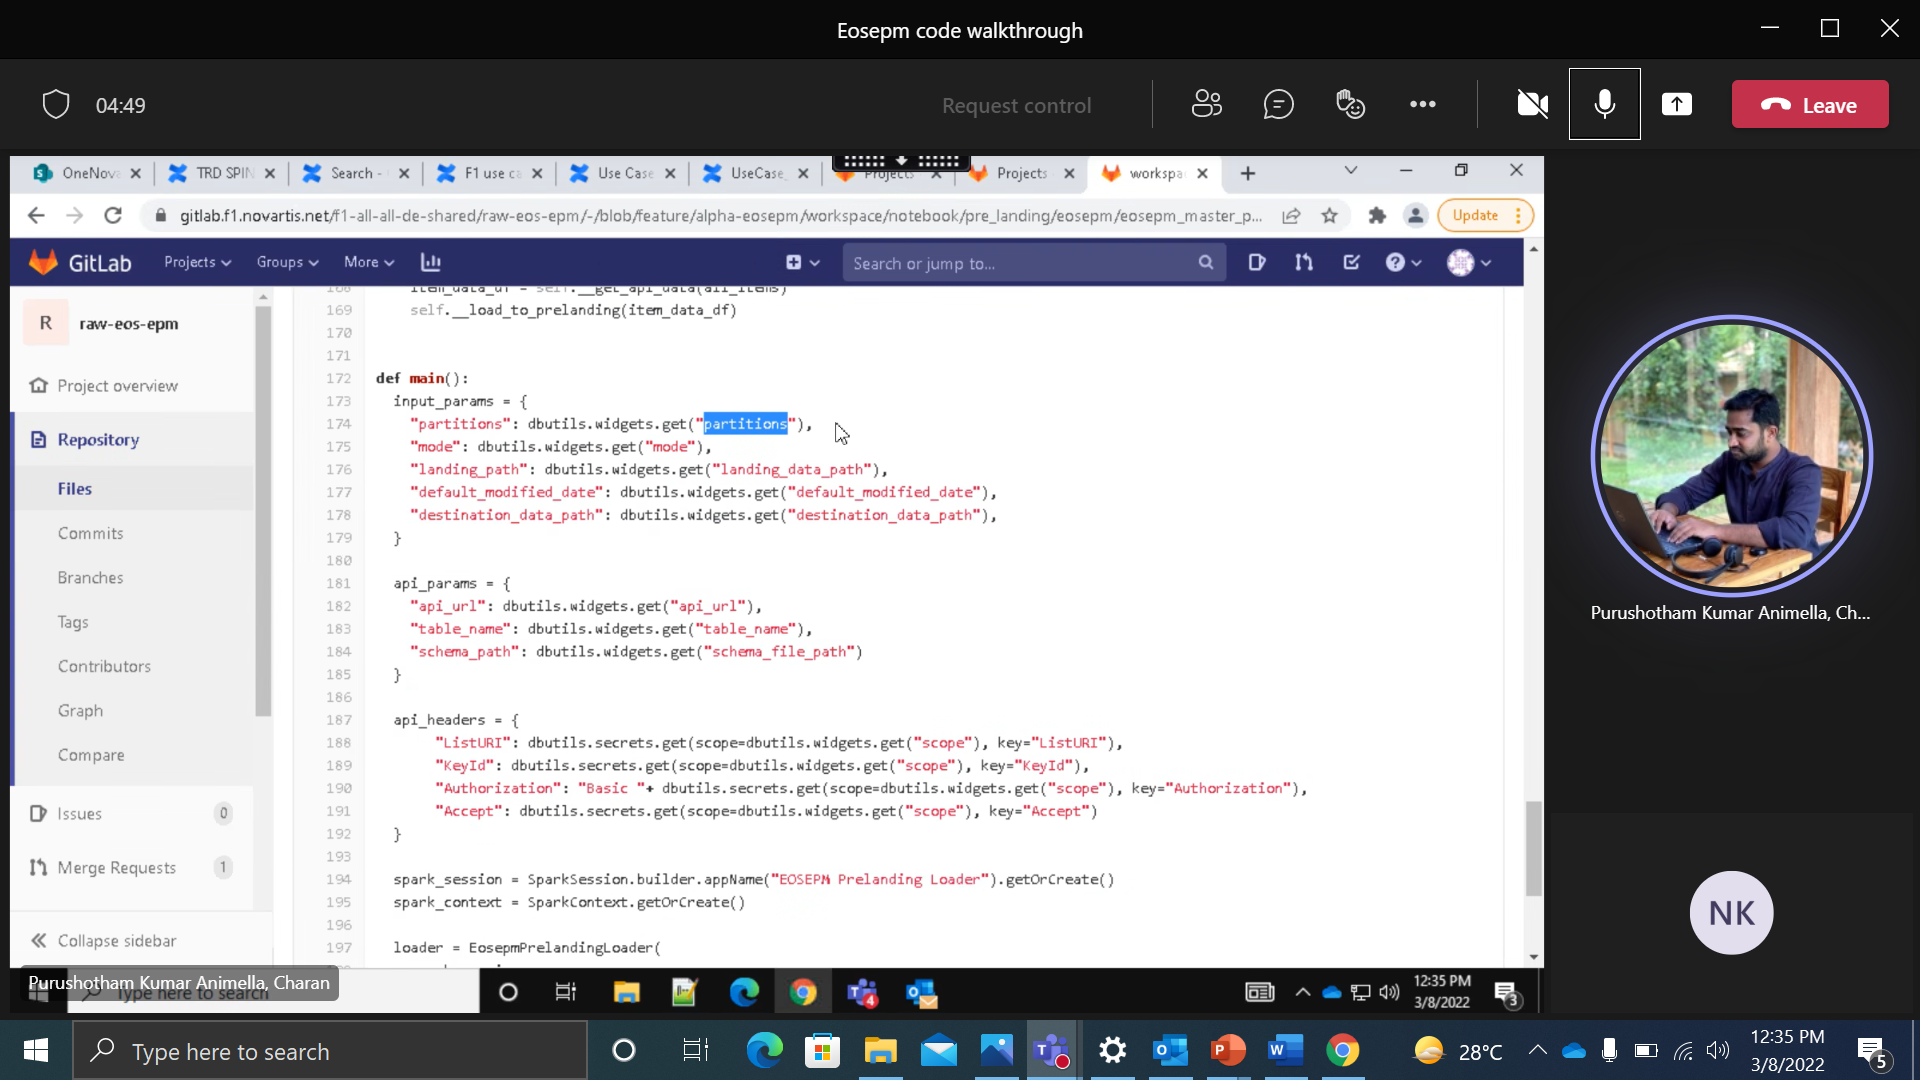 Eosepm code walkthrough
04:49
Request control
Leave
OneNova
TRD SPIN
Search -
F1 use ca
Use Case
UseCase_
Projects
Projects
workspa
gitlab.f1.novartis.net/f1-all-all-de-shared/raw-eos-epm/-/blob/feature/alpha-eosepm/workspace/notebook/pre_landing/eosepm/eosepm_master_p...
Update
GitLab
Projects
Groups
More
Search or jump to...
R
raw-eos-epm
Project overview
Repository
Files
Commits
Branches
Tags
Contributors
Graph
Compare
Issues 0
Merge Requests 1
Collapse sidebar
168 item_data_df = self.__get_api_data(all_items)
169 self.__load_to_prelanding(item_data_df)
170
171
172 def main():
173 input_params = {
174 "partitions": dbutils.widgets.get("partitions"),
175 "mode": dbutils.widgets.get("mode"),
176 "landing_path": dbutils.widgets.get("landing_data_path"),
177 "default_modified_date": dbutils.widgets.get("default_modified_date"),
178 "destination_data_path": dbutils.widgets.get("destination_data_path"),
179 }
180
181 api_params = {
182 "api_url": dbutils.widgets.get("api_url"),
183 "table_name": dbutils.widgets.get("table_name"),
184 "schema_path": dbutils.widgets.get("schema_file_path")
185 }
186
187 api_headers = {
188 "ListURI": dbutils.secrets.get(scope=dbutils.widgets.get("scope"), key="ListURI"),
189 "KeyId": dbutils.secrets.get(scope=dbutils.widgets.get("scope"), key="KeyId"),
190 "Authorization": "Basic "+ dbutils.secrets.get(scope=dbutils.widgets.get("scope"), key="Authorization"),
191 "Accept": dbutils.secrets.get(scope=dbutils.widgets.get("scope"), key="Accept")
192 }
193
194 spark_session = SparkSession.builder.appName("EOSEPM Prelanding Loader").getOrCreate()
195 spark_context = SparkContext.getOrCreate()
196
197 loader = EosepmPrelandingLoader(
Purushotham Kumar Animella, Ch...
NK
Purushotham Kumar Animella, Charan
Type here to search
4
12:35 PM
3/8/2022
3
Type here to search
28°C
12:35 PM
3/8/2022
5